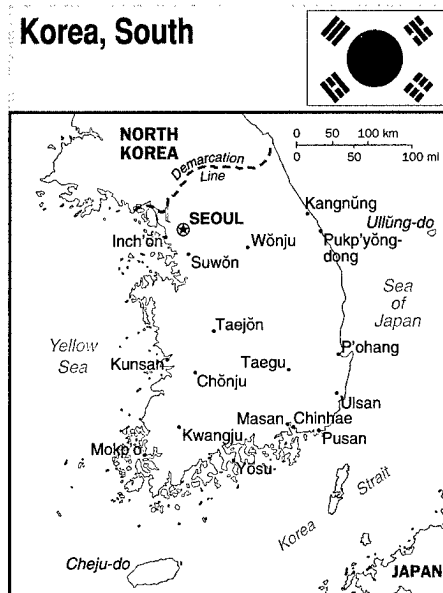 Korea, South
NORTH
KOREA
Demarcation
Line
0 50 100 km
0 50 100 ml
SEOUL
Inch'ŏn
Suwŏn
Wŏnju
Kangnŭng
Ullŭng-do
Pukp'yŏng-
dong
Sea
of
Japan
Taejŏn
Yellow
Sea
Kunsan
Chŏnju
Taegu
P'ohang
Ulsan
Masan
Chinhae
Pusan
Kwangju
Mokp'o
Yŏsu
Korea Strait
Cheju-do
JAPAN